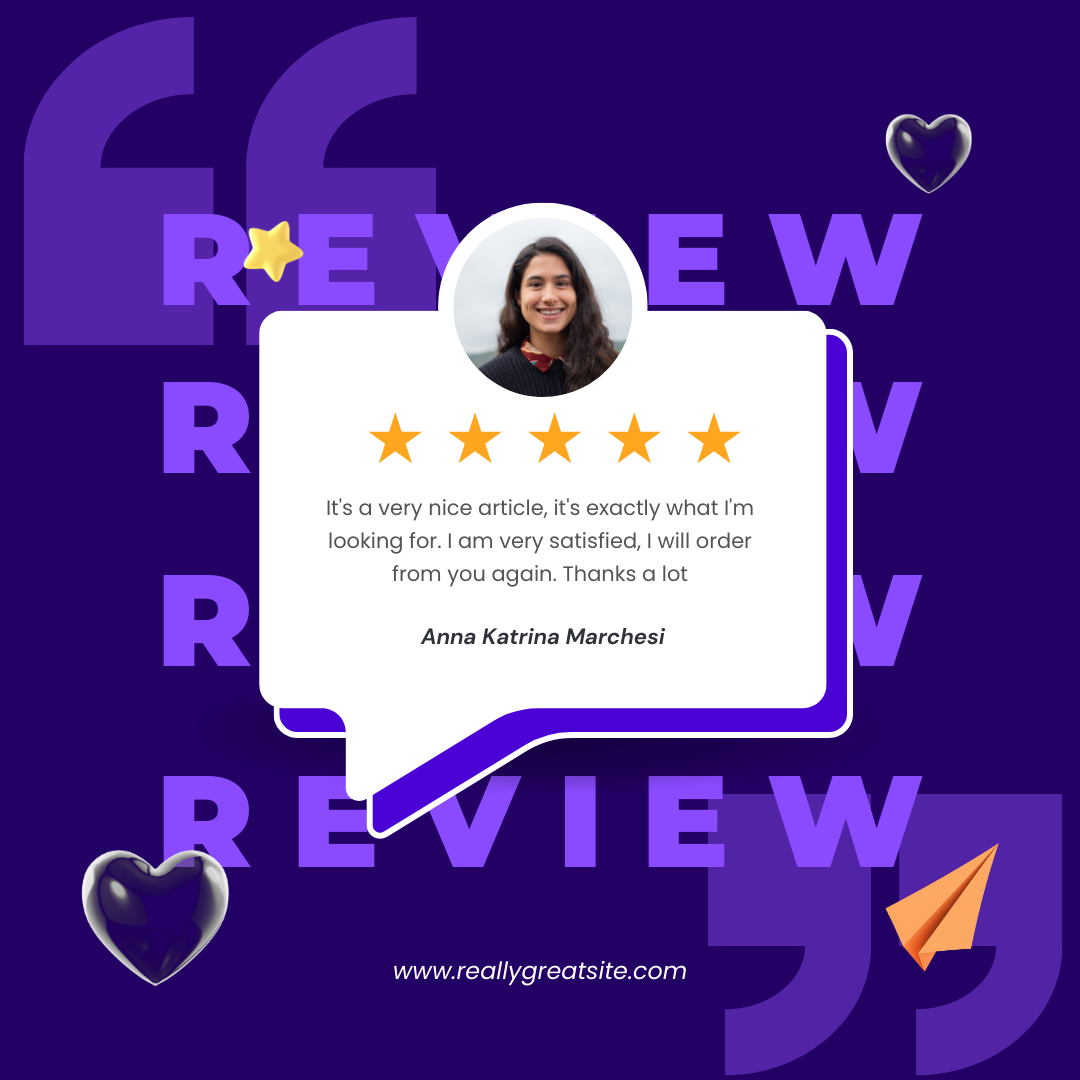 REVIEW
REVIEW
It's a very nice article, it's exactly what I'm
looking for. I am very satisfied, I will order
from you again. Thanks a lot
Anna Katrina Marchesi
REVIEW
REVIEW
www.reallygreatsite.com